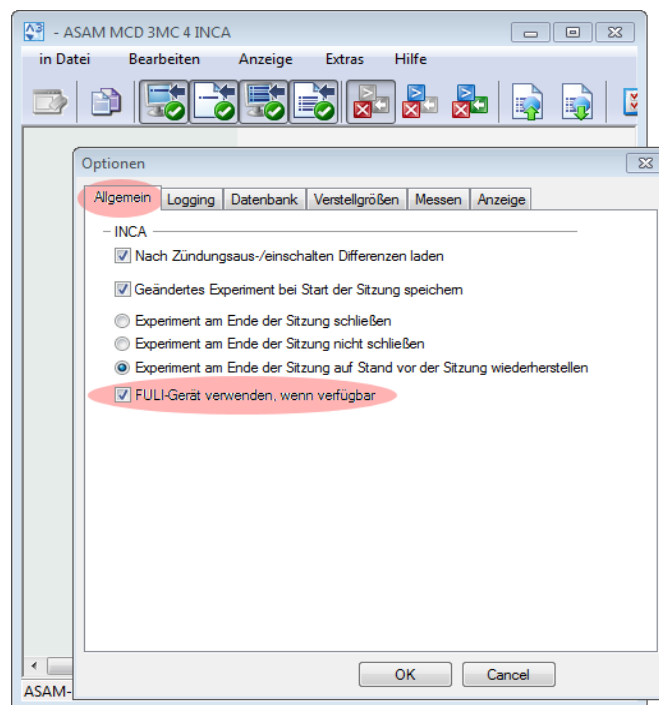 - ASAM MCD 3MC 4 INCA
in Datei Bearbeiten Anzeige Extras Hilfe
Optionen
Allgemein Logging Datenbank Verstellgrößen Messen Anzeige
INCA
Nach Zündungsaus-/einschalten Differenzen laden
Geändertes Experiment bei Start der Sitzung speichern
Experiment am Ende der Sitzung schließen
Experiment am Ende der Sitzung nicht schließen
Experiment am Ende der Sitzung auf Stand vor der Sitzung wiederherstellen
FULI-Gerät verwenden, wenn verfügbar
OK Cancel
ASAM-